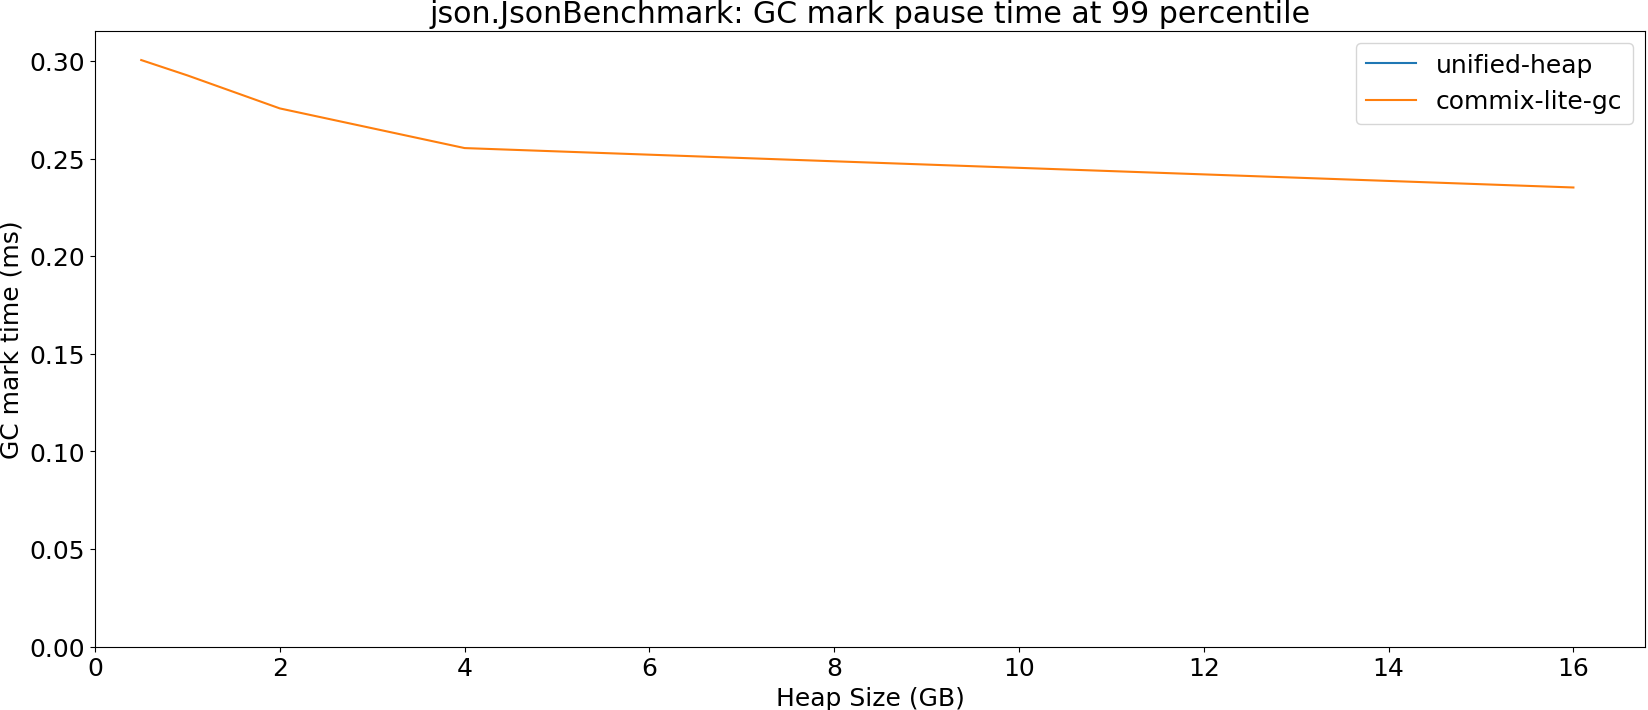 json.JsonBenchmark: GC mark pause time at 99 percentile
unified-heap
commix-lite-gc
GC mark time (ms)
0.30
0.25
0.20
0.15
0.10
0.05
0.00
0 2 4 6 8 10 12 14 16
Heap Size (GB)